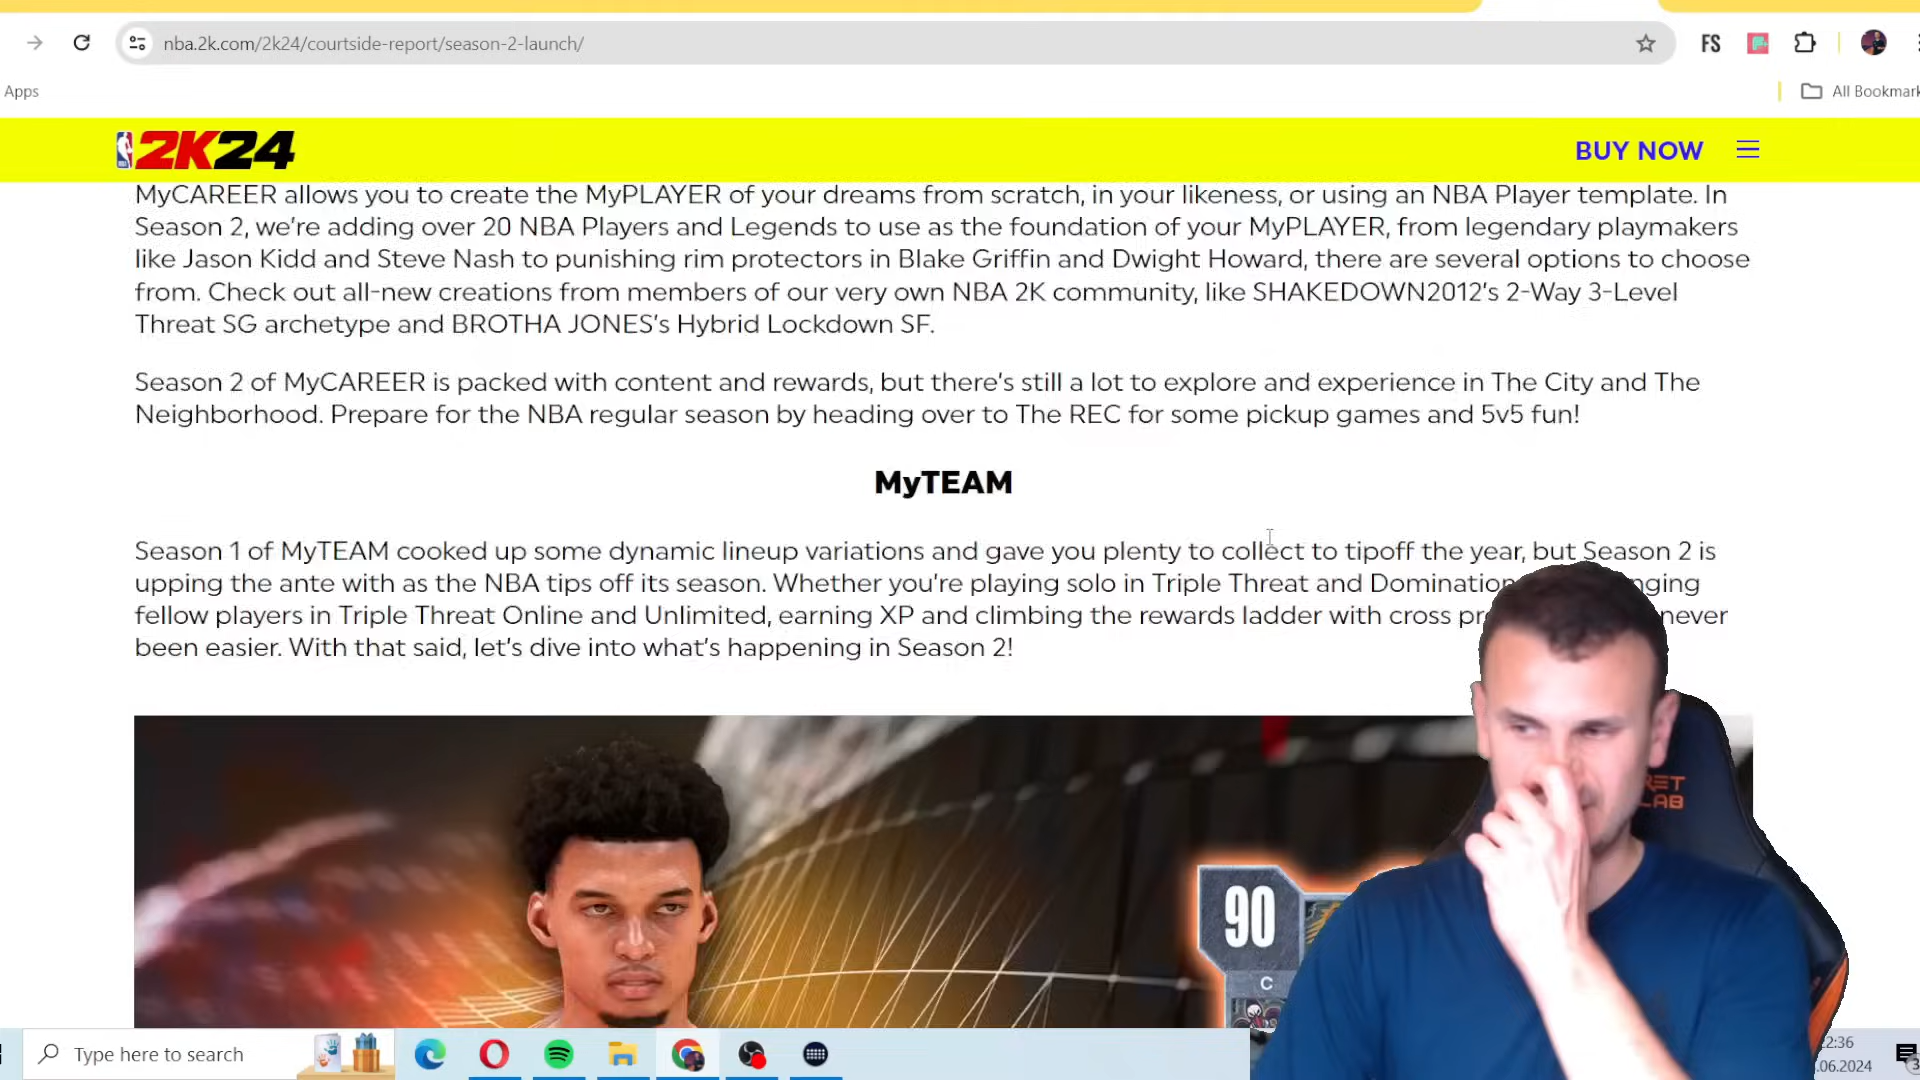 nba.2k.com/2k24/courtside-report/season-2-launch/
FS
Apps
All Bookmark
2K24
BUY NOW
MyCAREER allows you to create the MyPLAYER of your dreams from scratch, in your likeness, or using an NBA Player template. In
Season 2, we’re adding over 20 NBA Players and Legends to use as the foundation of your MyPLAYER, from legendary playmakers
like Jason Kidd and Steve Nash to punishing rim protectors in Blake Griffin and Dwight Howard, there are several options to choose
from. Check out all-new creations from members of our very own NBA 2K community, like SHAKEDOWN2012’s 2-Way 3-Level
Threat SG archetype and BROTHA JONES’s Hybrid Lockdown SF.
Season 2 of MyCAREER is packed with content and rewards, but there’s still a lot to explore and experience in The City and The
Neighborhood. Prepare for the NBA regular season by heading over to The REC for some pickup games and 5v5 fun!
MyTEAM
Season 1 of MyTEAM cooked up some dynamic lineup variations and gave you plenty to collect to tipoff the year, but Season 2 is
upping the ante with as the NBA tips off its season. Whether you’re playing solo in Triple Threat and Domination nging
fellow players in Triple Threat Online and Unlimited, earning XP and climbing the rewards ladder with cross pr never
been easier. With that said, let’s dive into what’s happening in Season 2!
RET
LAB
90
C
Type here to search
2:36
.06.2024
3